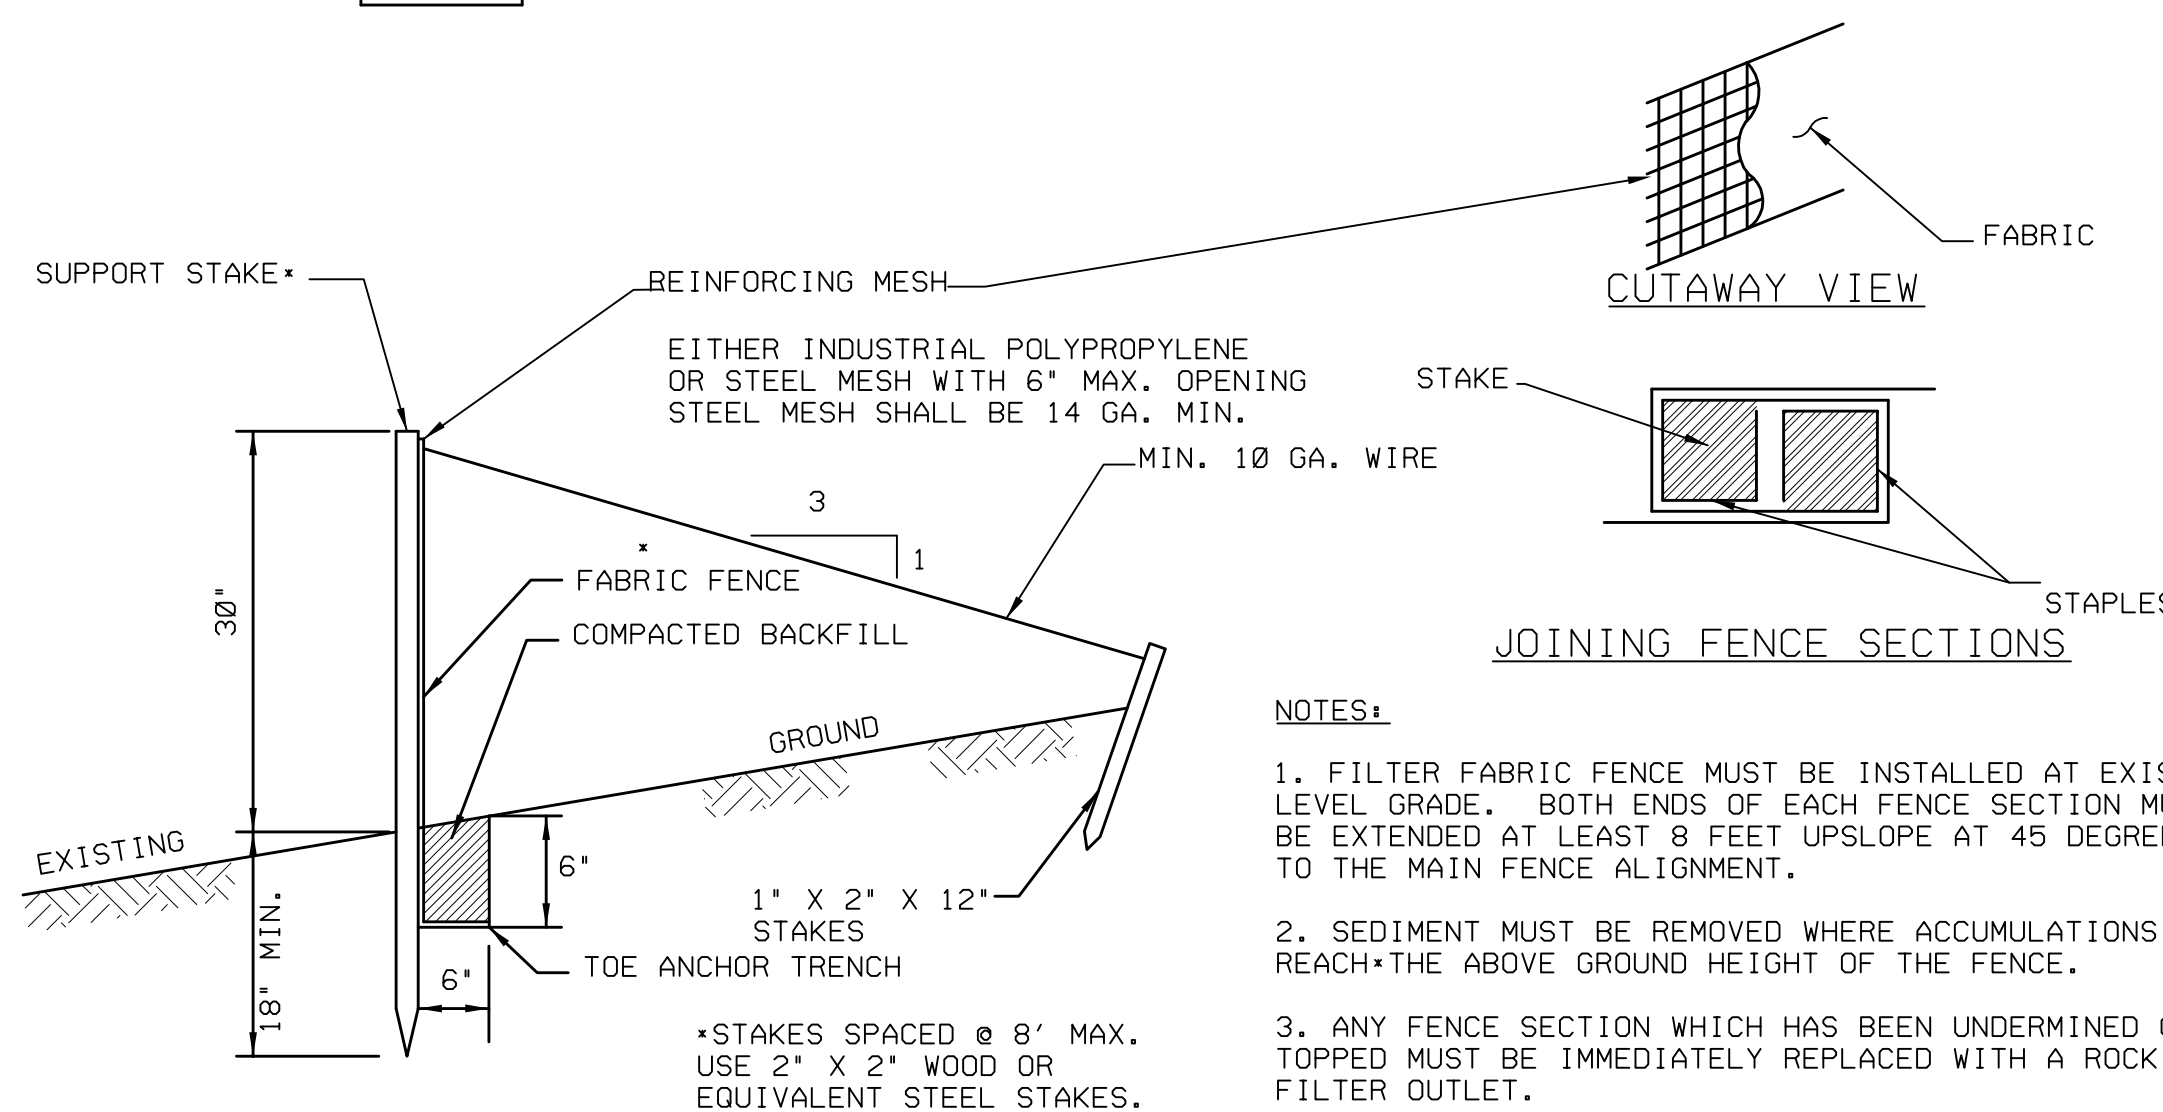 SUPPORT STAKE*
REINFORCING MESH
EITHER INDUSTRIAL POLYPROPYLENE
OR STEEL MESH WITH 6" MAX. OPENING
STEEL MESH SHALL BE 14 GA. MIN.
FABRIC
CUTAWAY VIEW
STAKE
MIN. 10 GA. WIRE
3
1
*
FABRIC FENCE
COMPACTED BACKFILL
30"
STAPLES
JOINING FENCE SECTIONS
GROUND
EXISTING
6"
18" MIN.
1" X 2" X 12"
STAKES
TOE ANCHOR TRENCH
6"
*STAKES SPACED @ 8' MAX.
USE 2" X 2" WOOD OR
EQUIVALENT STEEL STAKES.
NOTES:
1. FILTER FABRIC FENCE MUST BE INSTALLED AT
LEVEL GRADE. BOTH ENDS OF EACH FENCE SECTION
BE EXTENDED AT LEAST 8 FEET UPSLOPE AT 45
TO THE MAIN FENCE ALIGNMENT.
2. SEDIMENT MUST BE REMOVED WHERE ACCUMULATIONS
REACH*THE ABOVE GROUND HEIGHT OF THE FENCE.
3. ANY FENCE SECTION WHICH HAS BEEN UNDERMINED
TOPPED MUST BE IMMEDIATELY REPLACED WITH A ROCK
FILTER OUTLET.